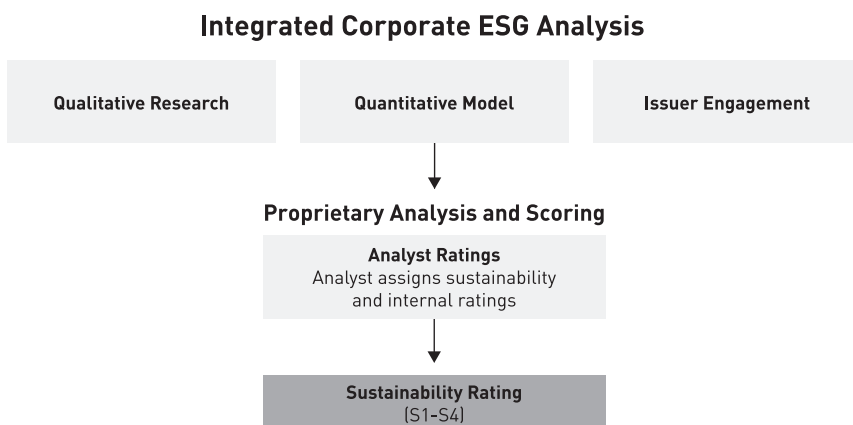 Integrated Corporate ESG Analysis
Qualitative Research
Quantitative Model
Issuer Engagement
Proprietary Analysis and Scoring
Analyst Ratings
Analyst assigns sustainability
and internal ratings
Sustainability Rating
(S1-S4)